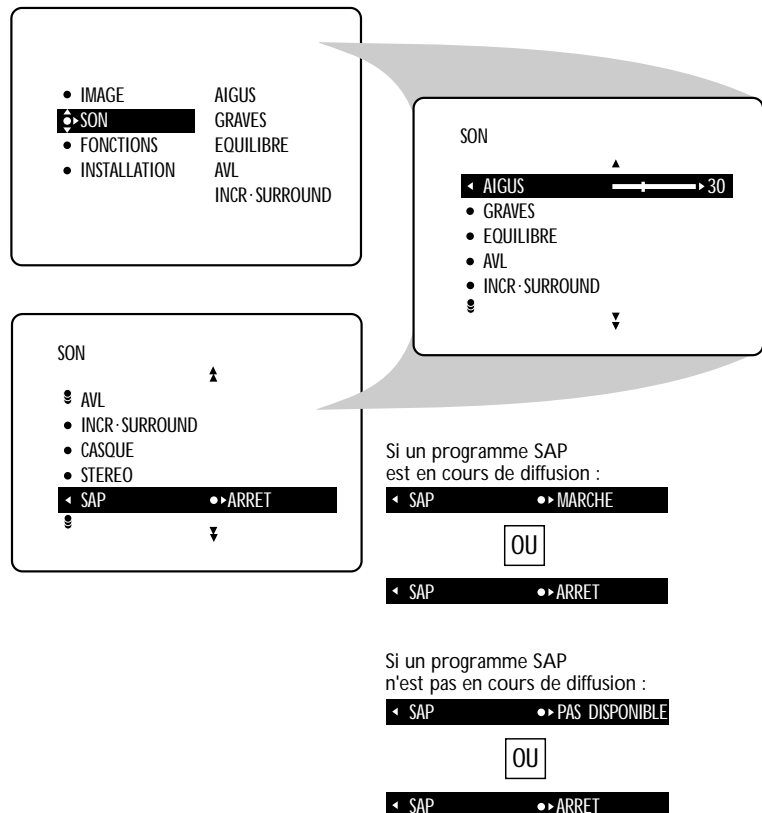 IMAGE
SON
FONCTIONS
INSTALLATION
AIGUS
GRAVES
EQUILIBRE
AVL
INCR·SURROUND
SON
AIGUS 30
GRAVES
EQUILIBRE
AVL
INCR·SURROUND
SON
AVL
INCR·SURROUND
CASQUE
STEREO
SAP ARRET
Si un programme SAP
est en cours de diffusion :
SAP MARCHE
OU
SAP ARRET
Si un programme SAP
n'est pas en cours de diffusion :
SAP PAS DISPONIBLE
OU
SAP ARRET